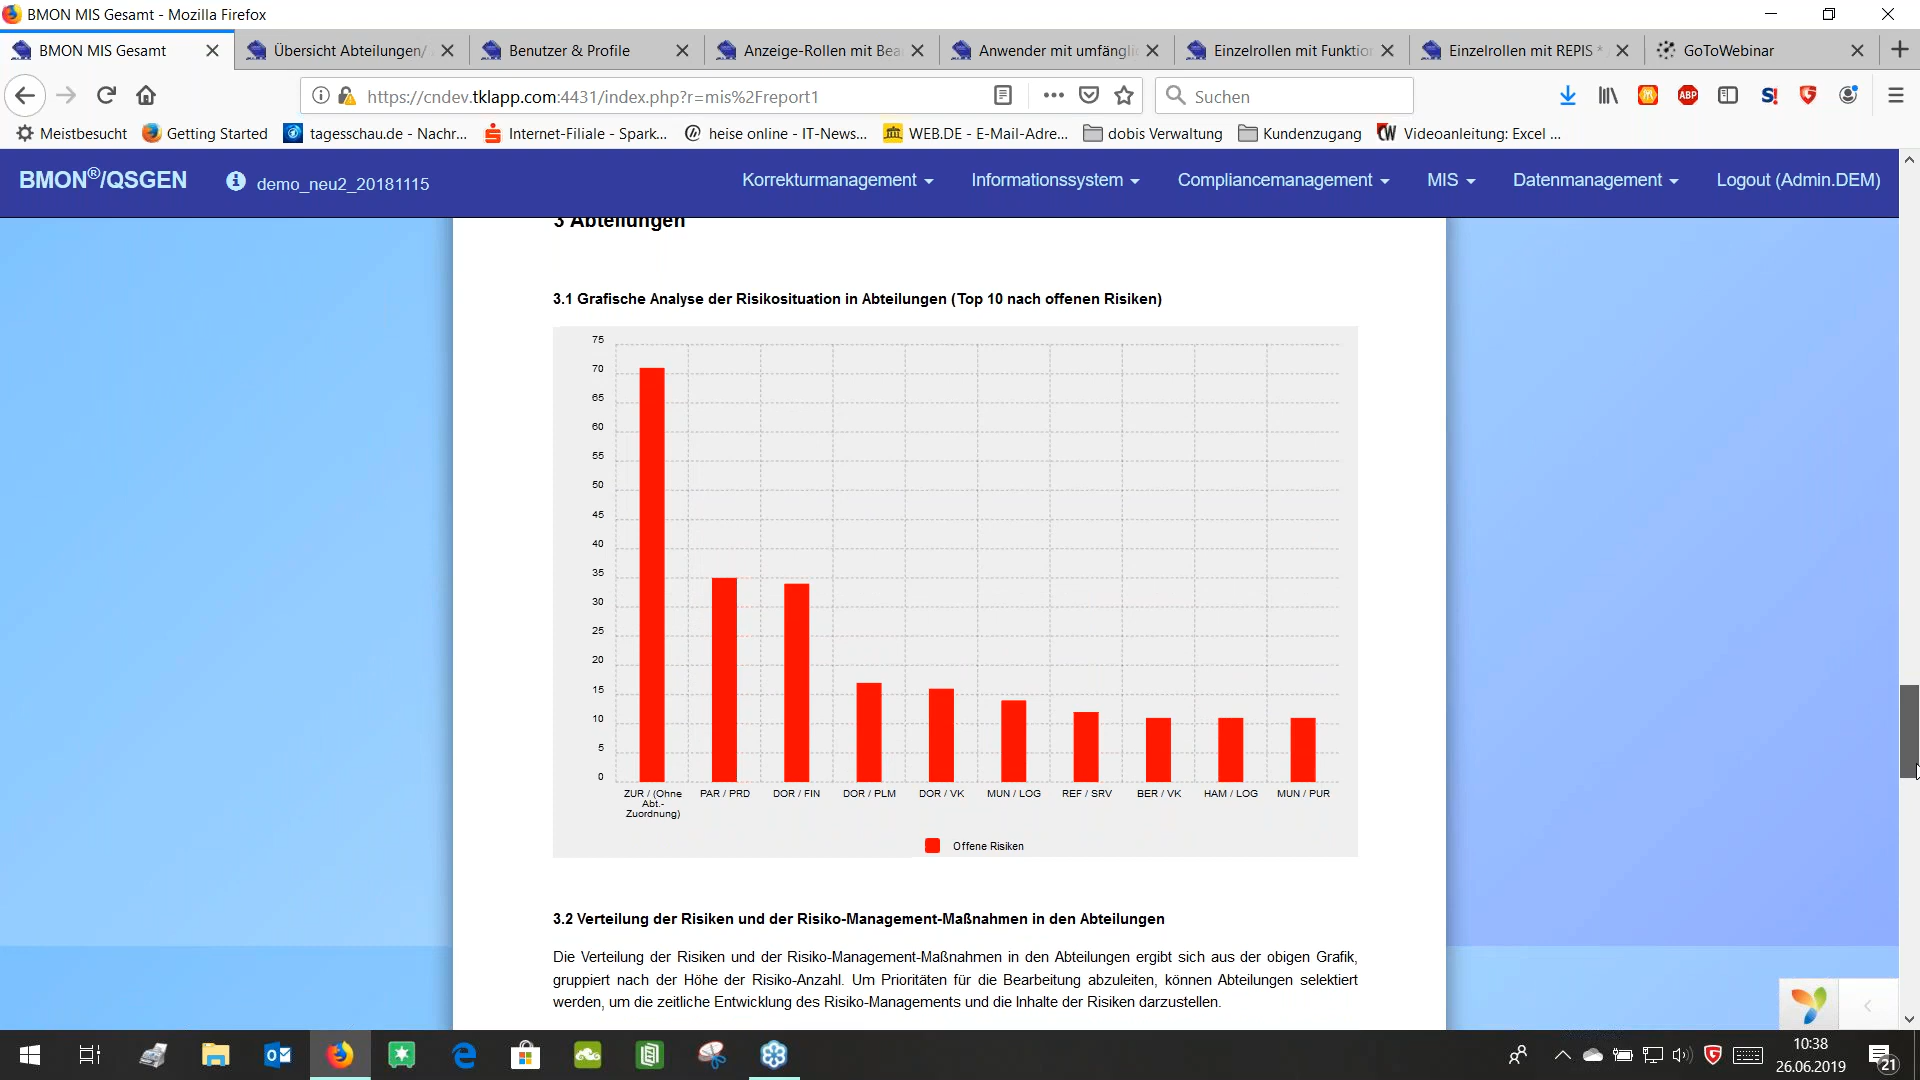 BMON MIS Gesamt - Mozilla Firefox
BMON MIS Gesamt
Übersicht Abteilungen/
Benutzer & Profile
Anzeige-Rollen mit Bea
Anwender mit umfängli
Einzelrollen mit Funktio
Einzelrollen mit REPIS *
GoToWebinar
https://cndev.tklapp.com:4431/index.php?r=mis%2Freport1
Suchen
Meistbesucht
Getting Started
tagesschau.de - Nachr...
Internet-Filiale - Spark...
heise online - IT-News...
WEB.DE - E-Mail-Adre...
dobis Verwaltung
Kundenzugang
Videoanleitung: Excel ...
BMON®/QSGEN
demo_neu2_20181115
Korrekturmanagement
Informationssystem
Compliancemanagement
MIS
Datenmanagement
Logout (Admin.DEM)
3 Abteilungen
3.1 Grafische Analyse der Risikosituation in Abteilungen (Top 10 nach offenen Risiken)
75
70
65
60
55
50
45
40
35
30
25
20
15
10
5
0
ZUR / (Ohne Abt.-Zuordnung)
PAR / PRD
DOR / FIN
DOR / PLM
DOR / VK
MUN / LOG
REF / SRV
BER / VK
HAM / LOG
MUN / PUR
Offene Risiken
3.2 Verteilung der Risiken und der Risiko-Management-Maßnahmen in den Abteilungen
Die Verteilung der Risiken und der Risiko-Management-Maßnahmen in den Abteilungen ergibt sich aus der obigen Grafik,
gruppiert nach der Höhe der Risiko-Anzahl. Um Prioritäten für die Bearbeitung abzuleiten, können Abteilungen selektiert
werden, um die zeitliche Entwicklung des Risiko-Managements und die Inhalte der Risiken darzustellen.
10:38
26.06.2019
21